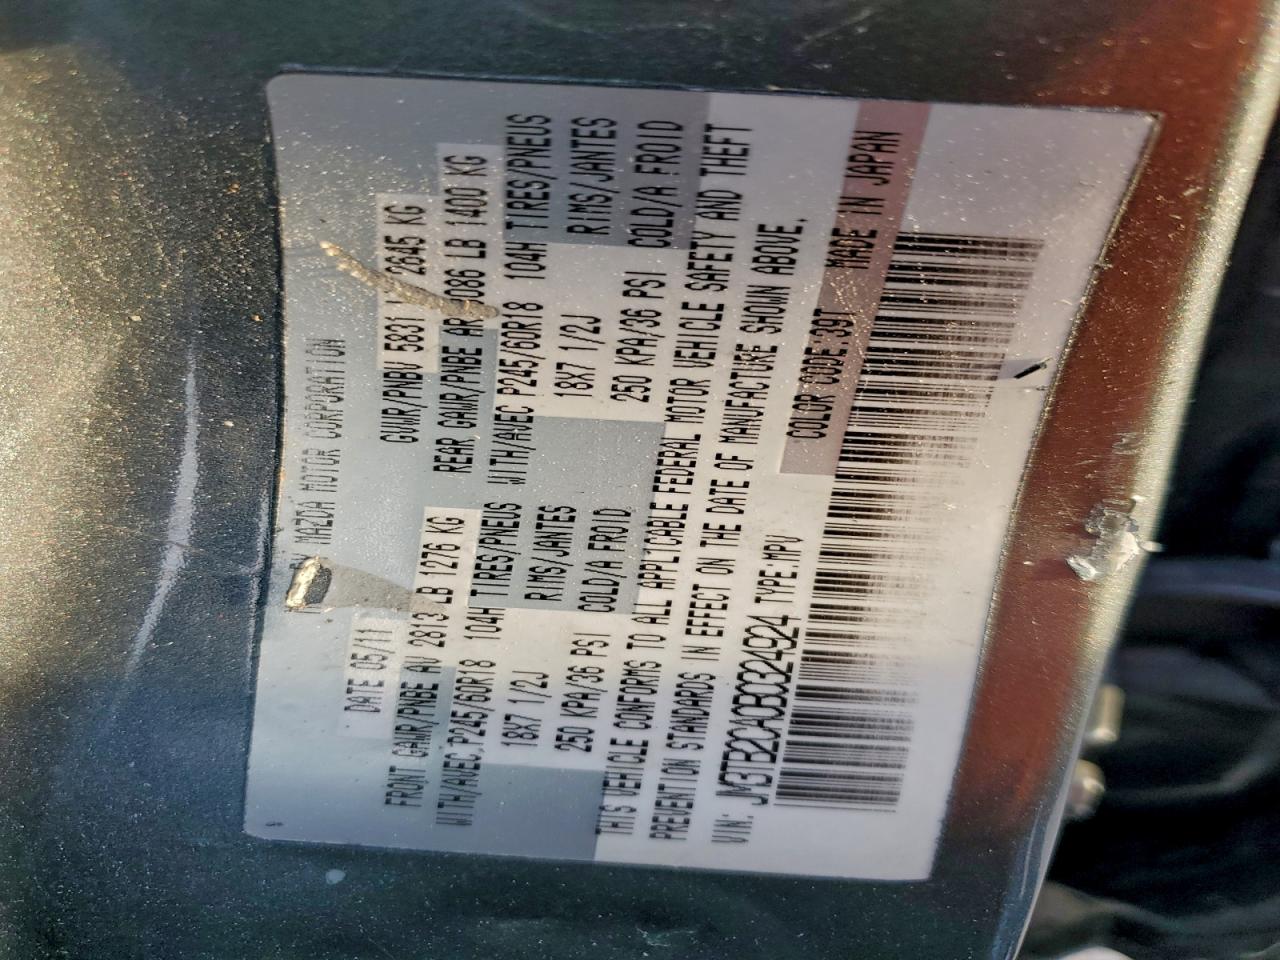 BY MAZDA MOTOR CORPORATION
DATE 05/11 GVWR/PNBV 5831 2645 KG
FRONT GAWR/PNBE AV 2813 LB 1276 KG REAR GAWR/PNBE AR 3086 LB 1400 KG
WITH/AVEC P245/60R18 104H TIRES/PNEUS WITH/AVEC P245/60R18 104H TIRES/PNEUS
18X7 1/2J RIMS/JANTES 18X7 1/2J RIMS/JANTES
250 KPA/36 PSI COLD/A FROID 250 KPA/36 PSI COLD/A FROID
THIS VEHICLE CONFORMS TO ALL APPLICABLE FEDERAL MOTOR VEHICLE SAFETY AND THEFT
PREVENTION STANDARDS IN EFFECT ON THE DATE OF MANUFACTURE SHOWN ABOVE.
VIN: JM3TB2CA0B0324924 TYPE:MPV COLOR CODE:39T MADE IN JAPAN